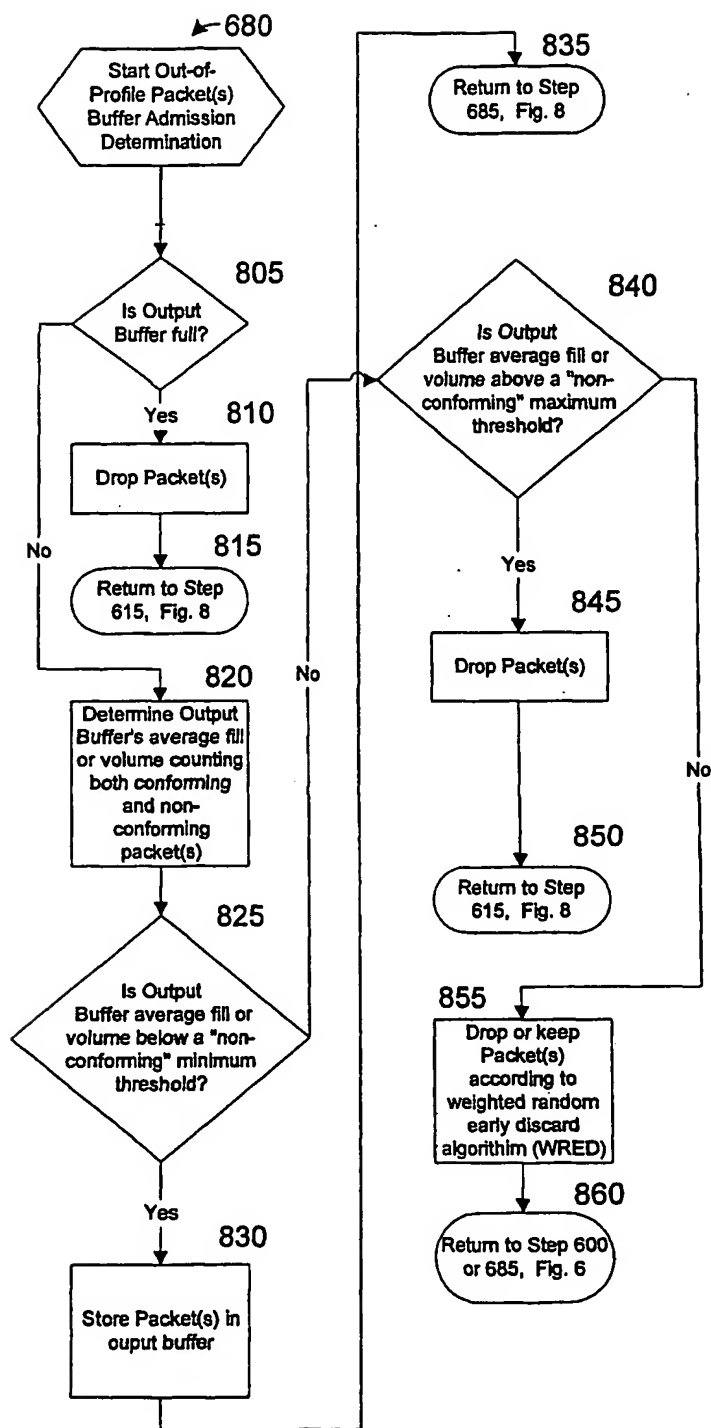 680
Start Out-of-
Profile Packet(s)
Buffer Admission
Determination
805
Is Output
Buffer full?
Yes
810
Drop Packet(s)
No
815
Return to Step
615, Fig. 8
820
Determine Output
Buffer's average fill
or volume counting
both conforming
and non-
conforming
packet(s)
No
825
Is Output
Buffer average fill or
volume below a "non-
conforming" minimum
threshold?
Yes
830
Store Packet(s) in
ouput buffer
835
Return to Step
685, Fig. 8
840
Is Output
Buffer average fill or
volume above a "non-
conforming" maximum
threshold?
Yes
845
Drop Packet(s)
No
850
Return to Step
615, Fig. 8
855
Drop or keep
Packet(s)
according to
weighted random
early discard
algorithim (WRED)
860
Return to Step 600
or 685, Fig. 6